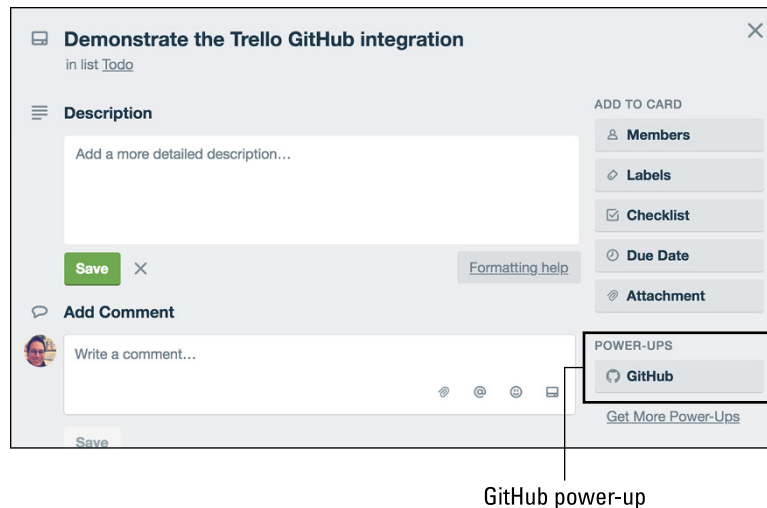 Demonstrate the Trello GitHub integration
in list Todo
Description
Add a more detailed description…
Save
Formatting help
Add Comment
Write a comment…
Save
ADD TO CARD
Members
Labels
Checklist
Due Date
Attachment
POWER-UPS
GitHub
Get More Power-Ups
GitHub power-up